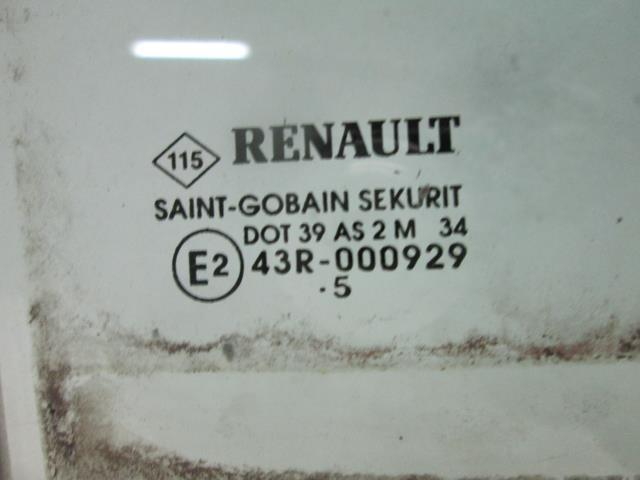 115 RENAULT
SAINT-GOBAIN SEKURIT
DOT 39 AS 2 M 34
E2 43R-000929
.5